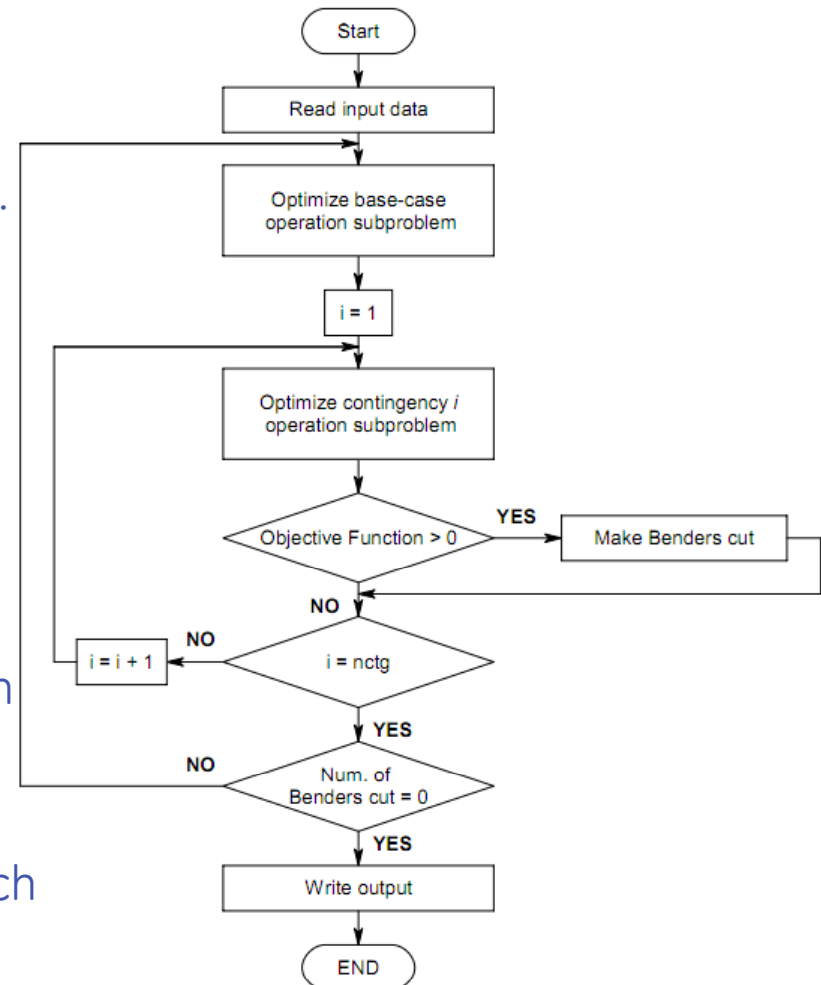 Start
Read input data
.
Optimize base-case
operation subproblem
i = 1
Optimize contingency i
operation subproblem
Objective Function > 0
YES
Make Benders cut
NO
i = nctg
NO
i = i + 1
YES
Num. of
Benders cut = 0
NO
YES
Write output
END